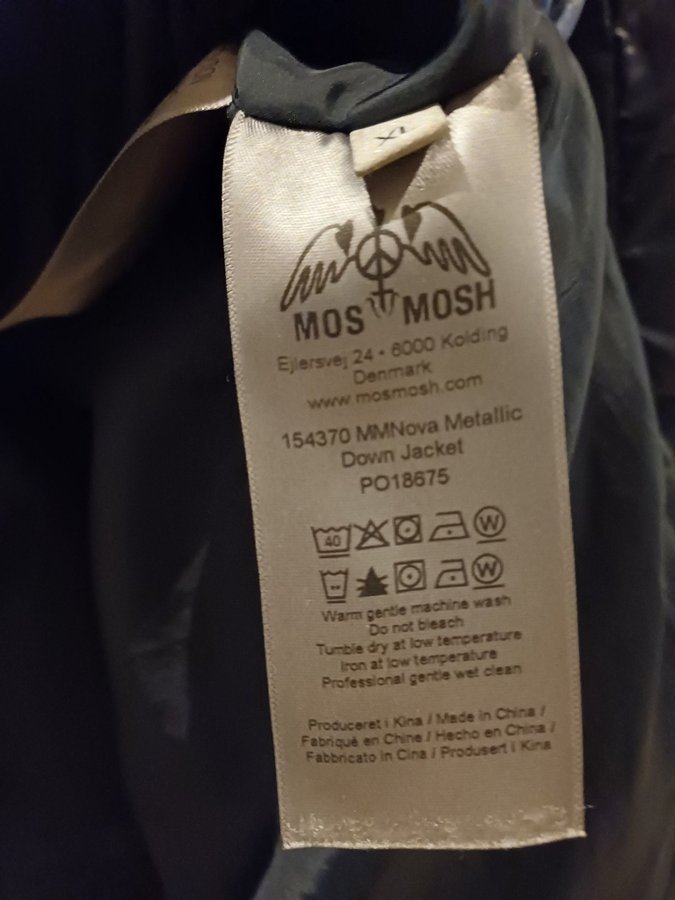 XL
MOS MOSH
Ejlersvej 24 • 6000 Kolding
Denmark
www.mosmosh.com
154370 MMNova Metallic
Down Jacket
PO18675
40
W
W
Warm gentle machine wash
Do not bleach
Tumble dry at low temperature
Iron at low temperature
Professional gentle wet clean
Produceret i Kina / Made in China /
Fabriqué en Chine / Hecho en China /
Fabbricato in Cina / Produsert i Kina